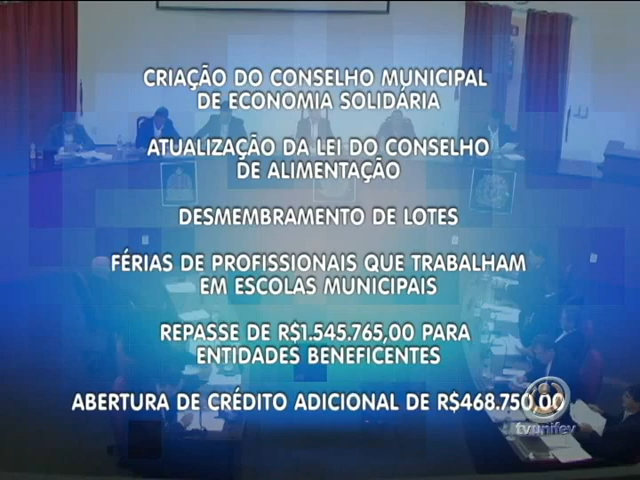 CRIAÇÃO DO CONSELHO MUNICIPAL
DE ECONOMIA SOLIDÁRIA
ATUALIZAÇÃO DA LEI DO CONSELHO
DE ALIMENTAÇÃO
DESMEMBRAMENTO DE LOTES
FÉRIAS DE PROFISSIONAIS QUE TRABALHAM
EM ESCOLAS MUNICIPAIS
REPASSE DE R$1.545.765,00 PARA
ENTIDADES BENEFICENTES
ABERTURA DE CRÉDITO ADICIONAL DE R$468.750,00
tvunifev